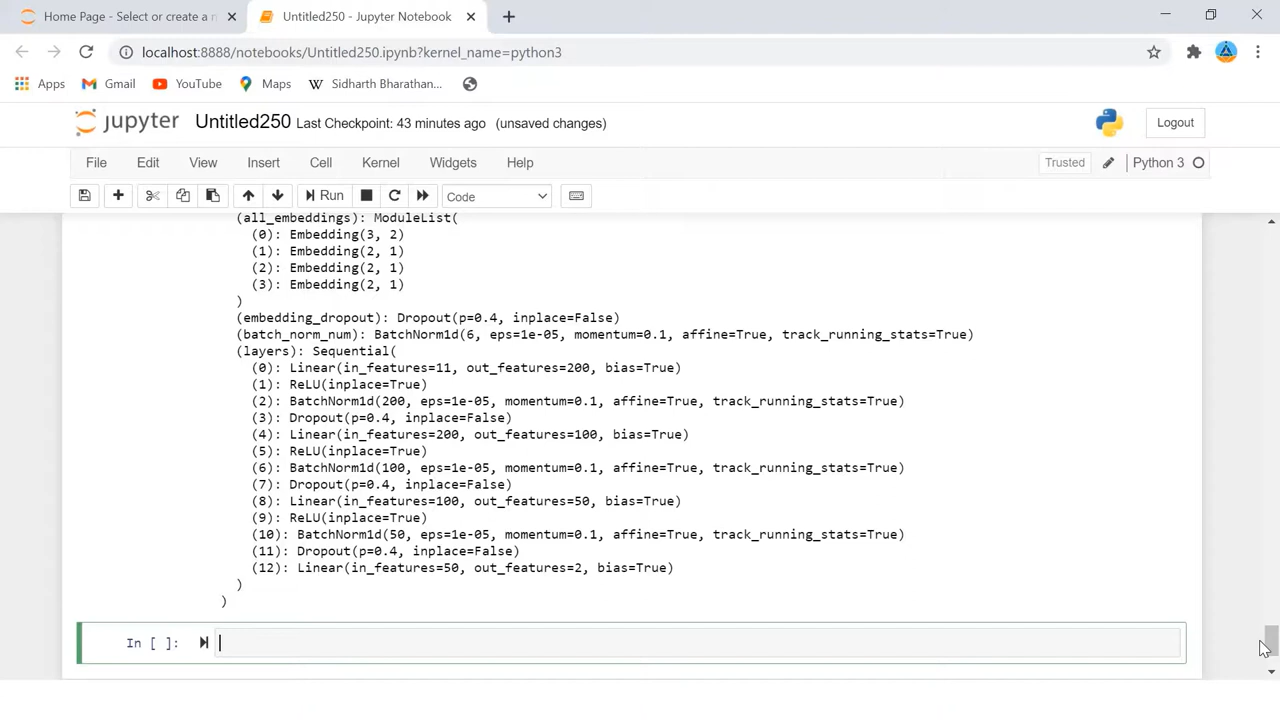 Home Page - Select or create a n
Untitled250 - Jupyter Notebook
localhost:8888/notebooks/Untitled250.ipynb?kernel_name=python3
Apps Gmail YouTube Maps W Sidharth Bharathan...
jupyter Untitled250 Last Checkpoint: 43 minutes ago (unsaved changes) Logout
File Edit View Insert Cell Kernel Widgets Help Trusted Python 3
Run Code
(all_embeddings): ModuleList(
(0): Embedding(3, 2)
(1): Embedding(2, 1)
(2): Embedding(2, 1)
(3): Embedding(2, 1)
)
(embedding_dropout): Dropout(p=0.4, inplace=False)
(batch_norm_num): BatchNorm1d(6, eps=1e-05, momentum=0.1, affine=True, track_running_stats=True)
(layers): Sequential(
(0): Linear(in_features=11, out_features=200, bias=True)
(1): ReLU(inplace=True)
(2): BatchNorm1d(200, eps=1e-05, momentum=0.1, affine=True, track_running_stats=True)
(3): Dropout(p=0.4, inplace=False)
(4): Linear(in_features=200, out_features=100, bias=True)
(5): ReLU(inplace=True)
(6): BatchNorm1d(100, eps=1e-05, momentum=0.1, affine=True, track_running_stats=True)
(7): Dropout(p=0.4, inplace=False)
(8): Linear(in_features=100, out_features=50, bias=True)
(9): ReLU(inplace=True)
(10): BatchNorm1d(50, eps=1e-05, momentum=0.1, affine=True, track_running_stats=True)
(11): Dropout(p=0.4, inplace=False)
(12): Linear(in_features=50, out_features=2, bias=True)
)
)
In [ ]: